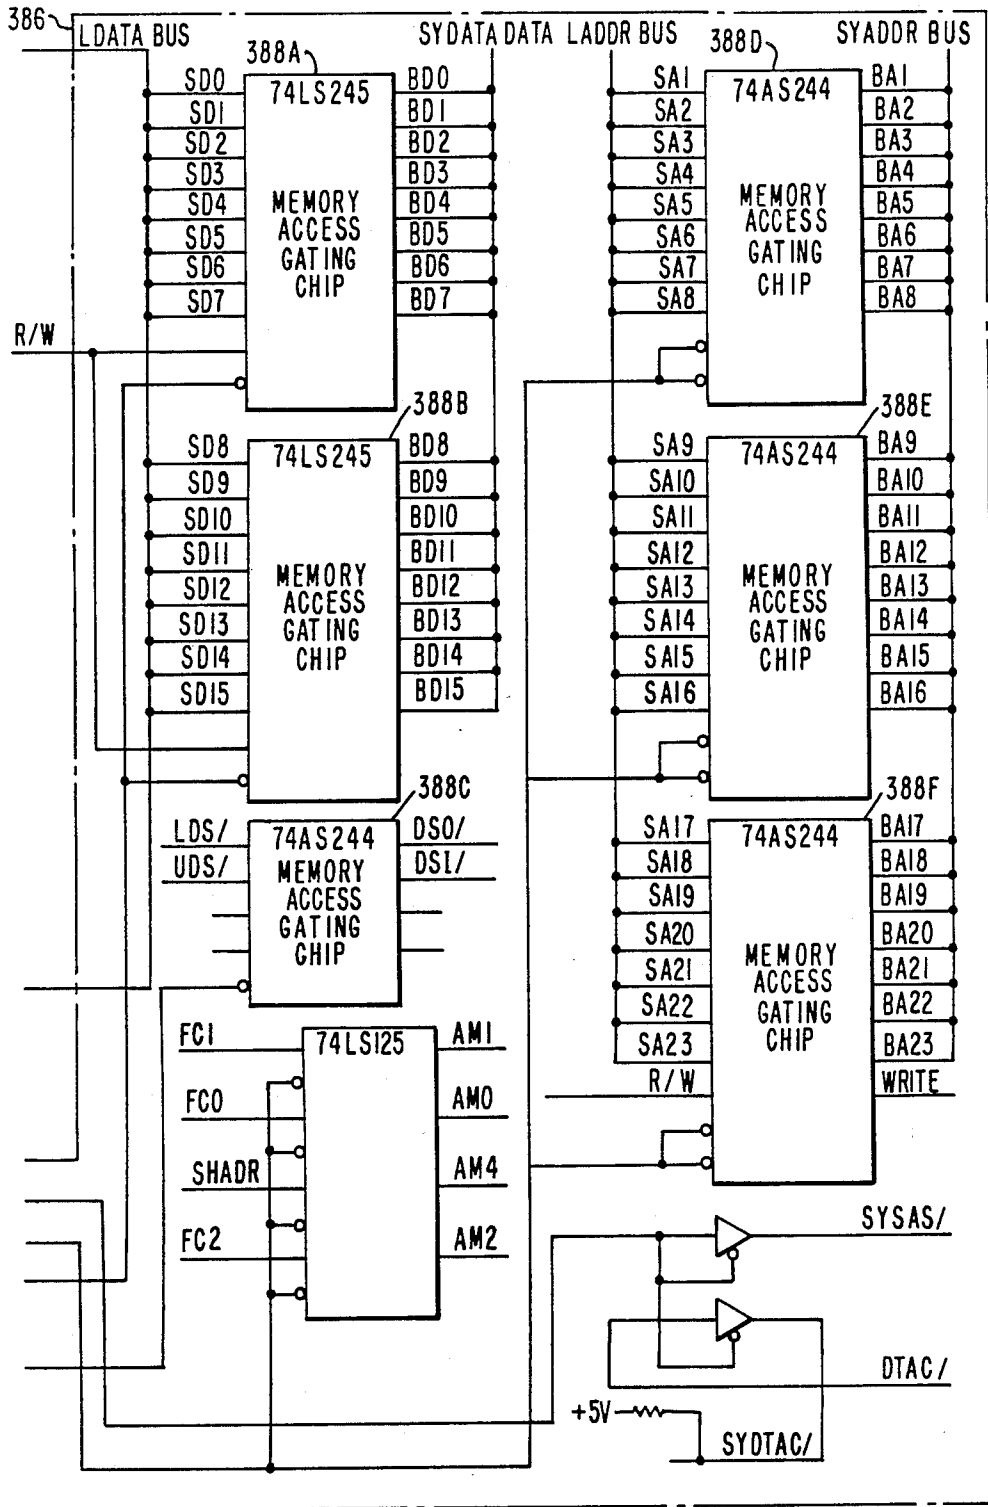 386
LDATA BUS
SYDATA DATA LADDR BUS
SYADDR BUS
388A
74LS245
MEMORY
ACCESS
GATING
CHIP
SD0
SD1
SD2
SD3
SD4
SD5
SD6
SD7
BD0
BD1
BD2
BD3
BD4
BD5
BD6
BD7
R/W
388B
74LS245
MEMORY
ACCESS
GATING
CHIP
SD8
SD9
SD10
SD11
SD12
SD13
SD14
SD15
BD8
BD9
BD10
BD11
BD12
BD13
BD14
BD15
388C
74AS244
MEMORY
ACCESS
GATING
CHIP
LDS/
UDS/
DS0/
DS1/
74LS125
FC1
FC0
SHADR
FC2
AM1
AM0
AM4
AM2
388D
74AS244
MEMORY
ACCESS
GATING
CHIP
SA1
SA2
SA3
SA4
SA5
SA6
SA7
SA8
BA1
BA2
BA3
BA4
BA5
BA6
BA7
BA8
388E
74AS244
MEMORY
ACCESS
GATING
CHIP
SA9
SA10
SA11
SA12
SA13
SA14
SA15
SA16
BA9
BA10
BA11
BA12
BA13
BA14
BA15
BA16
388F
74AS244
MEMORY
ACCESS
GATING
CHIP
SA17
SA18
SA19
SA20
SA21
SA22
SA23
R/W
BA17
BA18
BA19
BA20
BA21
BA22
BA23
WRITE
SYSAS/
DTAC/
+5V
SYDTAC/